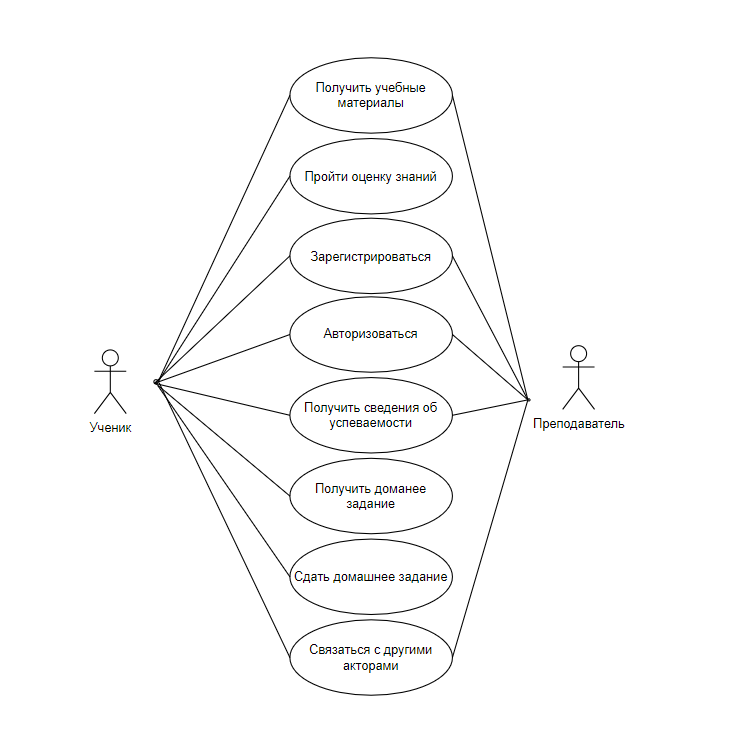 Получить учебные
материалы
Пройти оценку знаний
Зарегистрироваться
Авторизоваться
Получить сведения об
успеваемости
Ученик
Преподаватель
Получить доманее
задание
Сдать домашнее задание
Связаться с другими
акторами